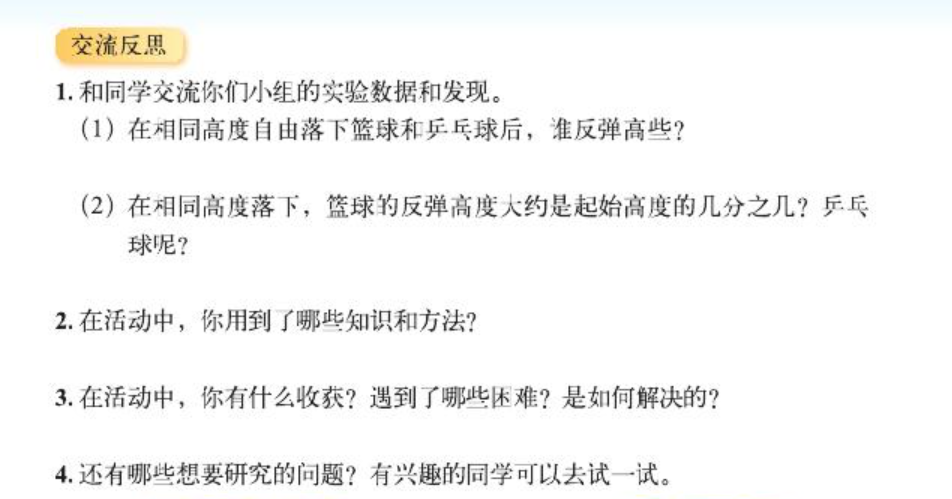 交流反思
1. 和同学交流你们小组的实验数据和发现。
（1）在相同高度自由落下篮球和乒乓球后，谁反弹高些？
（2）在相同高度落下，篮球的反弹高度大约是起始高度的几分之几？乒乓
球呢？
2. 在活动中，你用到了哪些知识和方法？
3. 在活动中，你有什么收获？遇到了哪些困难？是如何解决的？
4. 还有哪些想要研究的问题？有兴趣的同学可以去试一试。